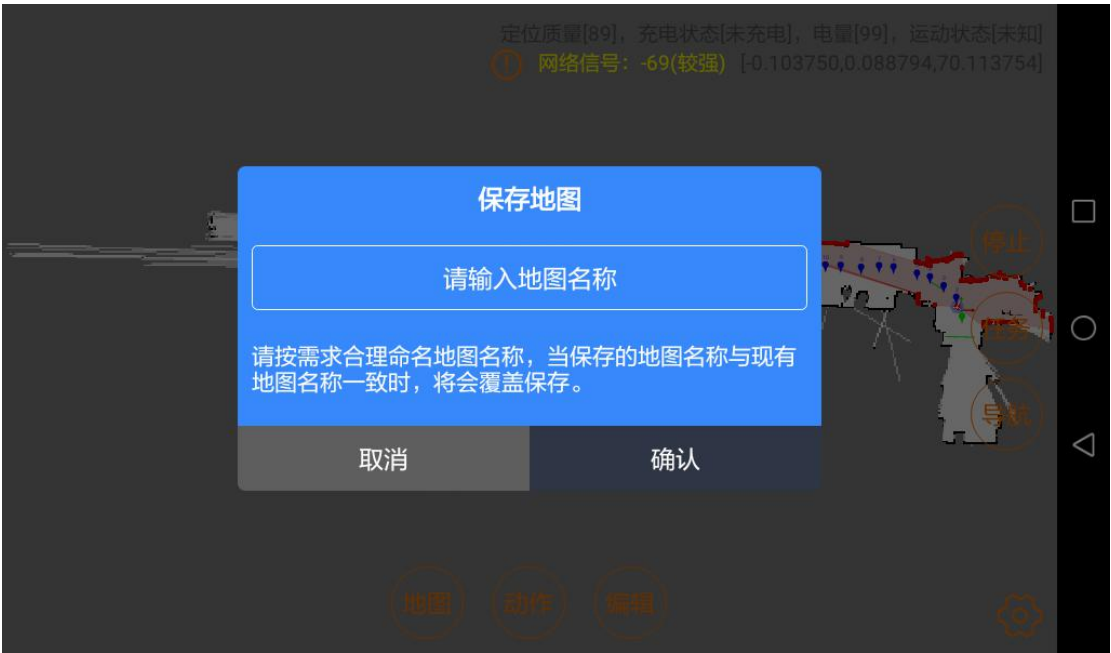 定位质量[89]，充电状态[未充电]，电量[99]，运动状态[未知]
网络信号：-69(较强) [-0.103750,0.088794,70.113754]
保存地图
停止
请输入地图名称
任务
请按需求合理命名地图名称，当保存的地图名称与现有
地图名称一致时，将会覆盖保存。
导航
取消 确认
地图 动作 编辑